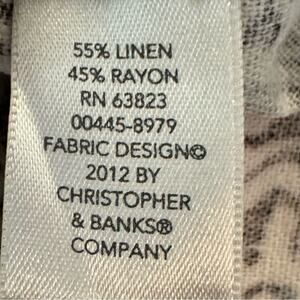 55% LINEN
45% RAYON
RN 63823
00445-8979
FABRIC DESIGN©
2012 BY
CHRISTOPHER
& BANKS®
COMPANY